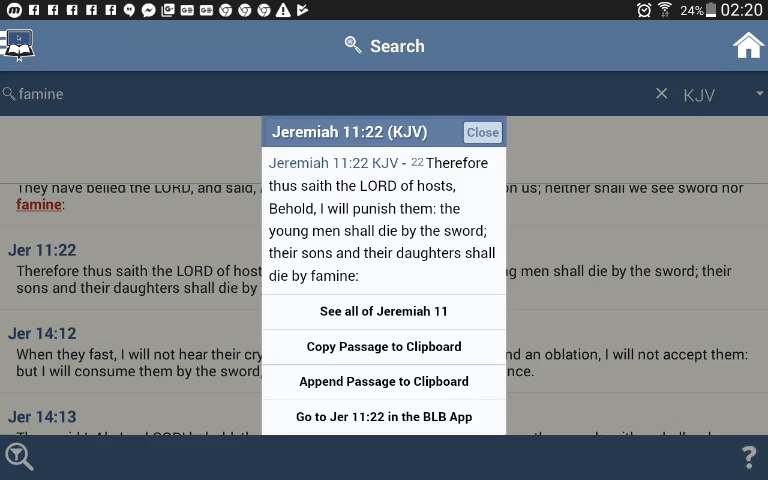 24% 02:20
Search
famine
KJV
They have belied the LORD, and said, on us; neither shall we see sword nor
famine:
Jer 11:22
Therefore thus saith the LORD of host ng men shall die by the sword; their
sons and their daughters shall die by
Jer 14:12
When they fast, I will not hear their cry nd an oblation, I will not accept them:
but I will consume them by the sword, nce.
Jer 14:13
Jeremiah 11:22 (KJV)
Close
Jeremiah 11:22 KJV - 22 Therefore
thus saith the LORD of hosts,
Behold, I will punish them: the
young men shall die by the sword;
their sons and their daughters shall
die by famine:
See all of Jeremiah 11
Copy Passage to Clipboard
Append Passage to Clipboard
Go to Jer 11:22 in the BLB App
?